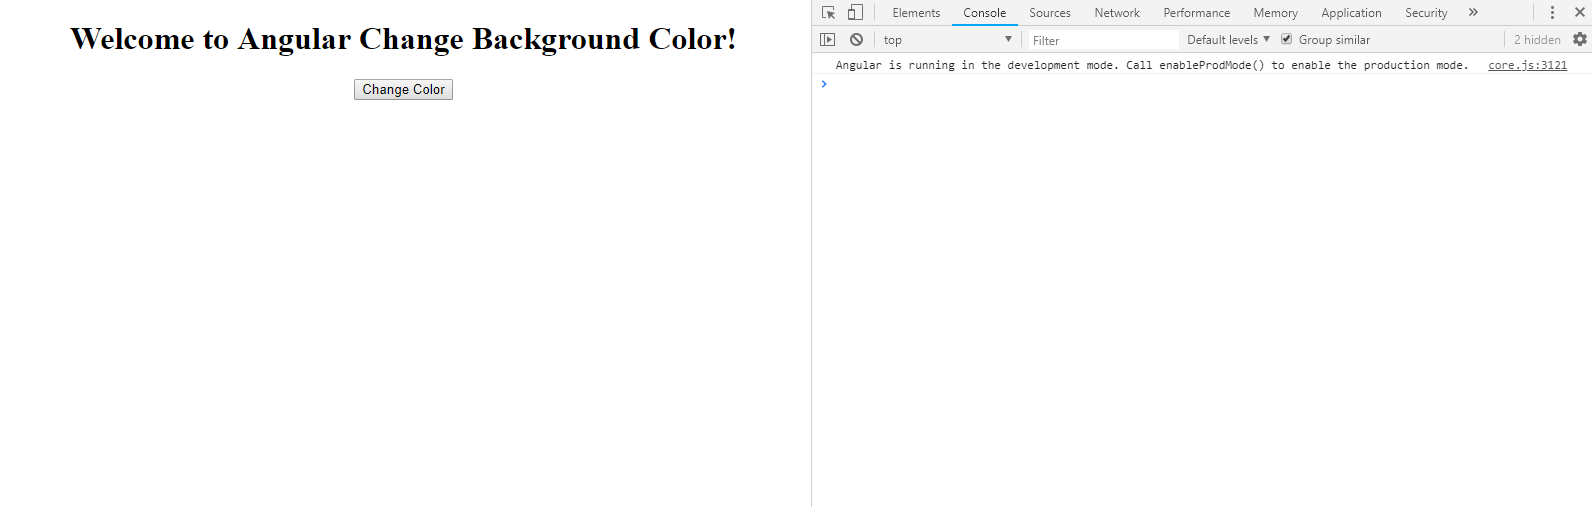 Welcome to Angular Change Background Color!
Change Color
Elements Console Sources Network Performance Memory Application Security »
top Filter Default levels Group similar 2 hidden
Angular is running in the development mode. Call enableProdMode() to enable the production mode. core.js:3121